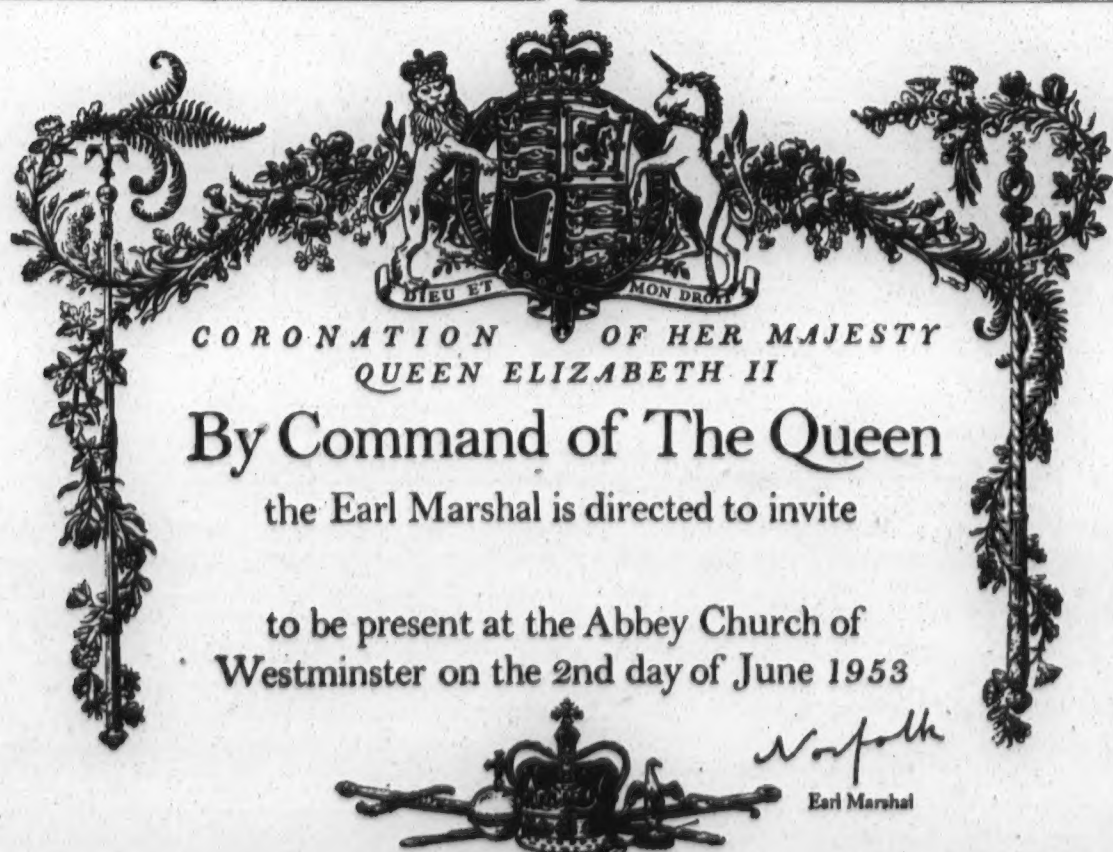 DIEU ET MON DROIT
CORONATION OF HER MAJESTY
QUEEN ELIZABETH II
By Command of The Queen
the Earl Marshal is directed to invite
to be present at the Abbey Church of
Westminster on the 2nd day of June 1953
Norfolk
Earl Marshal